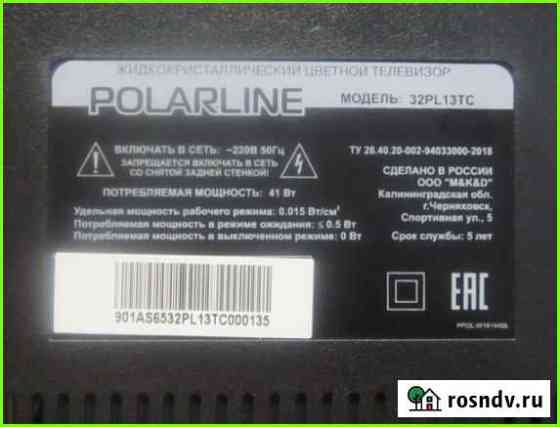 ЖИДКОКРИСТАЛЛИЧЕСКИЙ ЦВЕТНОЙ ТЕЛЕВИЗОР
POLARLINE
МОДЕЛЬ: 32PL13TC
ВКЛЮЧАТЬ В СЕТЬ: ~220В 50Гц
ЗАПРЕЩАЕТСЯ ВКЛЮЧАТЬ В СЕТЬ
СО СНЯТОЙ ЗАДНЕЙ СТЕНКОЙ!
ПОТРЕБЛЯЕМАЯ МОЩНОСТЬ: 41 Вт
Удельная мощность рабочего режима: 0.015 Вт/см²
Потребляемая мощность в режиме ожидания: ≤ 0.5 Вт
Потребляемая мощность в выключенном режиме: 0 Вт
ТУ 26.40.20-002-94033000-2018
СДЕЛАНО В РОССИИ
ООО "M&K&D"
Калининградская обл.
г.Черняховск,
Спортивная ул., 5
Срок службы: 5 лет
901AS6532PL13TC000135
EAC
rosndv.ru